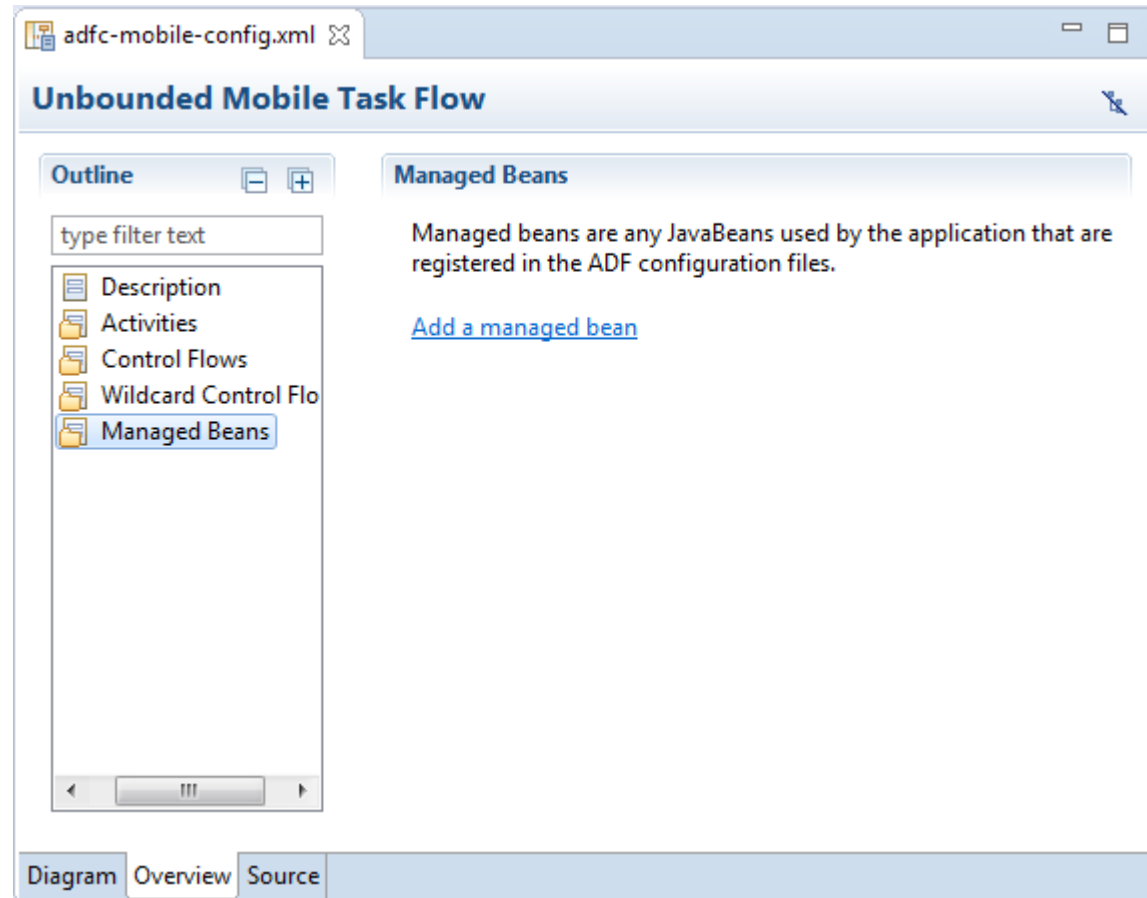 adfc-mobile-config.xml
Unbounded Mobile Task Flow
Outline
type filter text
Description
Activities
Control Flows
Wildcard Control Flo
Managed Beans
Managed Beans
Managed beans are any JavaBeans used by the application that are
registered in the ADF configuration files.
Add a managed bean
Diagram Overview Source